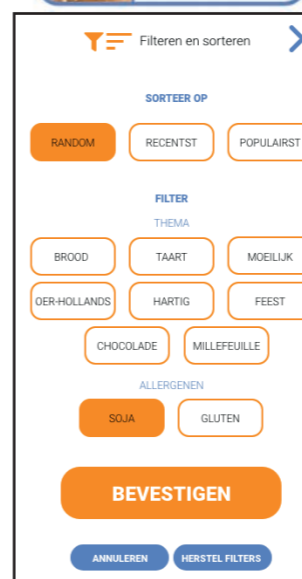 Filteren en sorteren
SORTEER OP
RANDOM RECENTST POPULAIRST
FILTER
THEMA
BROOD TAART MOEILIJK
OER-HOLLANDS HARTIG FEEST
CHOCOLADE MILLEFEUILLE
ALLERGENEN
SOJA GLUTEN
BEVESTIGEN
ANNULEREN HERSTEL FILTERS